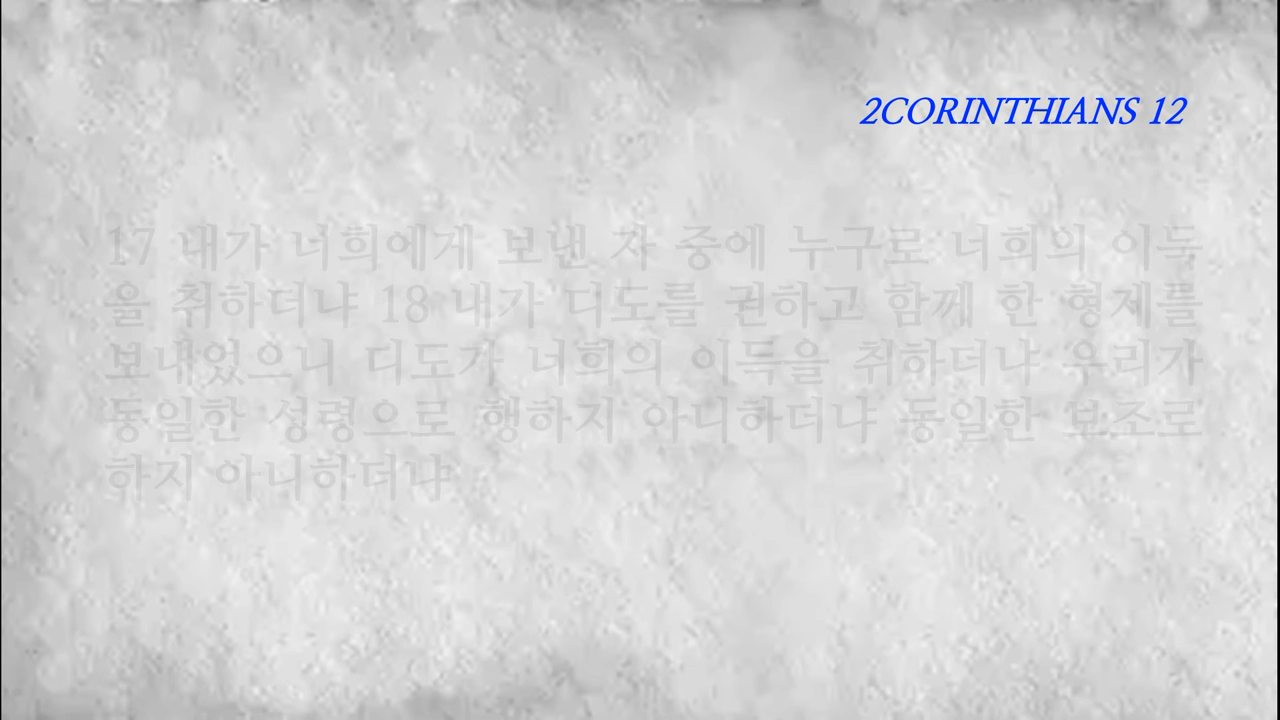 2CORINTHIANS 12
17 내가 너희에게 보낸 자 중에 누구로 너희의 이득
을 취하더냐 18 내가 디도를 권하고 함께 한 형제를
보내었으니 디도가 너희의 이득을 취하더냐 우리가
동일한 성령으로 행하지 아니하더냐 동일한 보조로
하지 아니하더냐